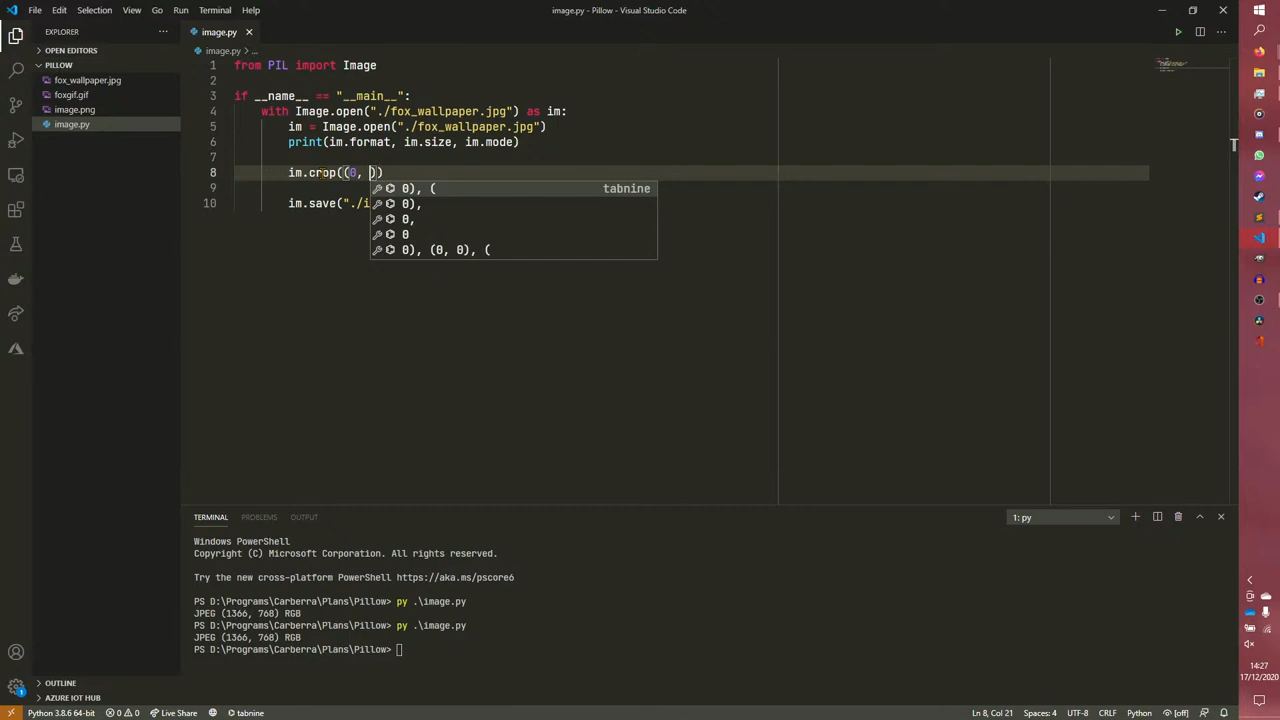 File Edit Selection View Go Run Terminal Help
image.py - Pillow - Visual Studio Code
EXPLORER
OPEN EDITORS
PILLOW
fox_wallpaper.jpg
foxgif.gif
image.png
image.py
OUTLINE
AZURE IOT HUB
image.py
image.py > ...
1 from PIL import Image
2
3 if __name__ == "__main__":
4 with Image.open("./fox_wallpaper.jpg") as im:
5 im = Image.open("./fox_wallpaper.jpg")
6 print(im.format, im.size, im.mode)
7
8 im.crop((0, ))
9
10 im.save("./i
0), ( tabnine
0),
0,
0
0), (0, 0), (
TERMINAL PROBLEMS OUTPUT
1: py
Windows PowerShell
Copyright (C) Microsoft Corporation. All rights reserved.
Try the new cross-platform PowerShell https://aka.ms/pscore6
PS D:\Programs\Carberra\Plans\Pillow> py .\image.py
JPEG (1366, 768) RGB
PS D:\Programs\Carberra\Plans\Pillow> py .\image.py
JPEG (1366, 768) RGB
PS D:\Programs\Carberra\Plans\Pillow>
1
Python 3.8.6 64-bit 0 0 Live Share tabnine
Ln 8, Col 21 Spaces: 4 UTF-8 CRLF Python [off]
14:27
17/12/2020